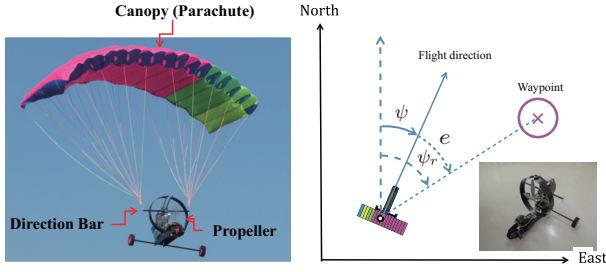 Canopy (Parachute)
Direction Bar
Propeller
North
Flight direction
Waypoint
ψ
e
ψr
East